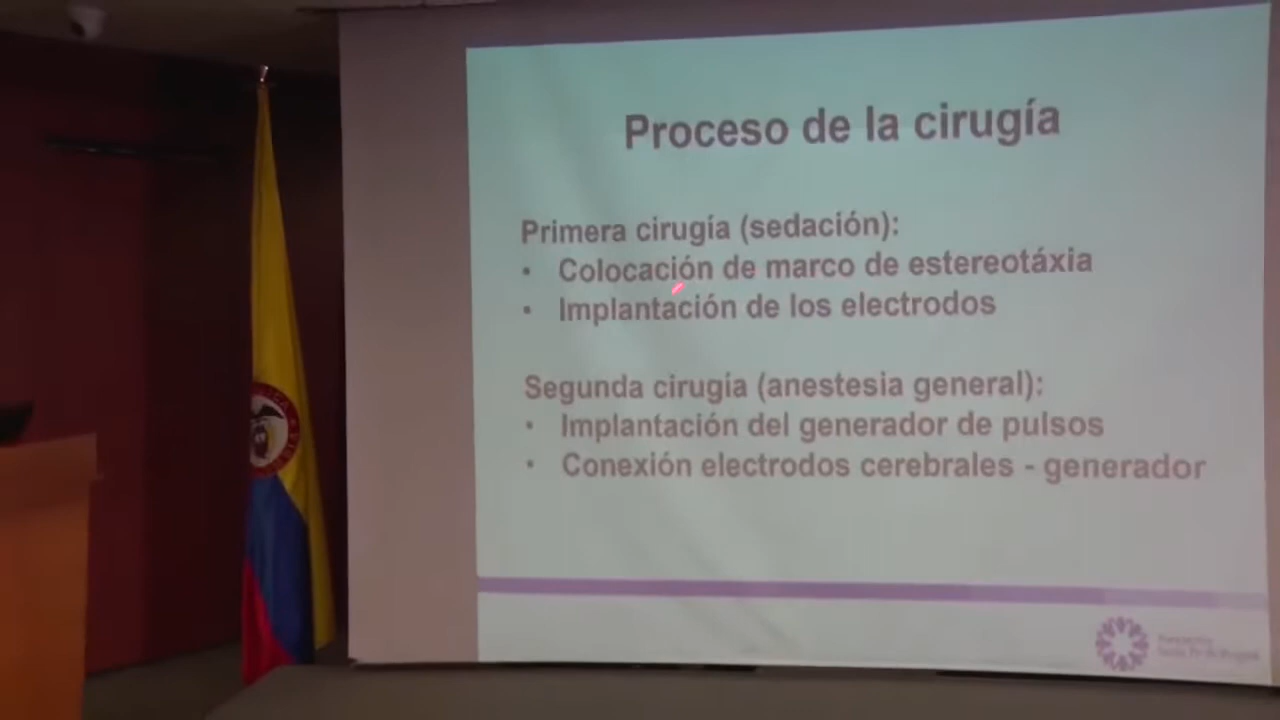 Proceso de la cirugía
Primera cirugía (sedación):
• Colocación de marco de estereotáxia
• Implantación de los electrodos
Segunda cirugía (anestesia general):
• Implantación del generador de pulsos
• Conexión electrodos cerebrales - generador